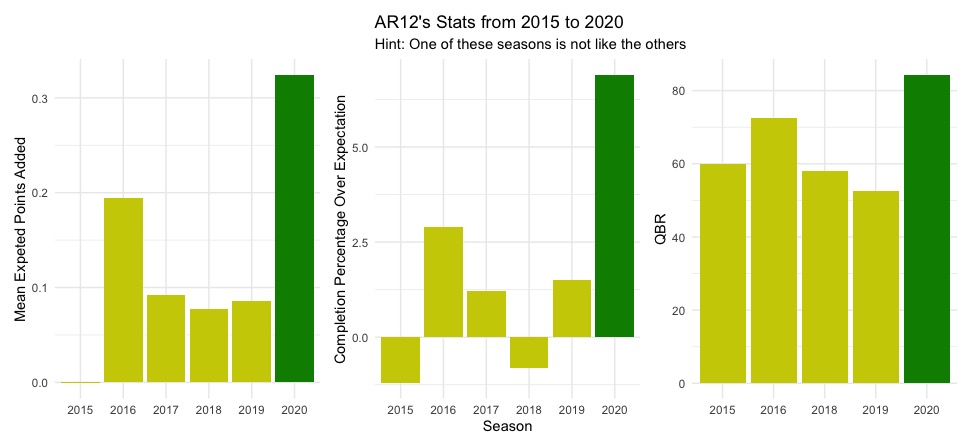 AR12's Stats from 2015 to 2020
Hint: One of these seasons is not like the others
Mean Expeted Points Added
0.3
0.2
0.1
0.0
2015 2016 2017 2018 2019 2020
Completion Percentage Over Expectation
5.0
2.5
0.0
2015 2016 2017 2018 2019 2020
Season
QBR
80
60
40
20
0
2015 2016 2018 2019 2020